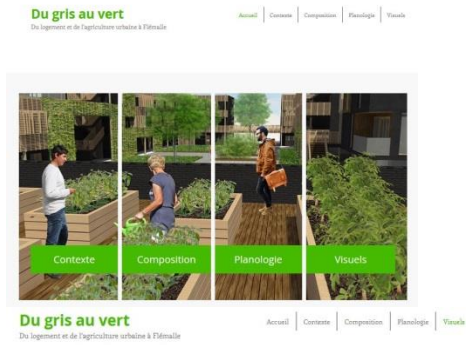 Du gris au vert
Du logement et de l'agriculture urbaine à Flémalle
Accueil Contexte Composition Planologie Visuels
Contexte Composition Planologie Visuels
Du gris au vert
Du logement et de l'agriculture urbaine à Flémalle
Accueil Contexte Composition Planologie Visuels